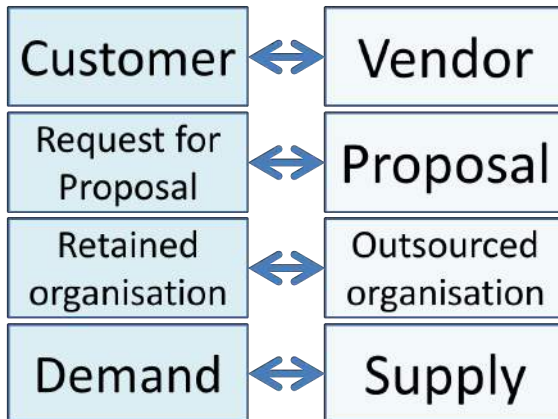 Customer
Vendor
Request for
Proposal
Proposal
Retained
organisation
Outsourced
organisation
Demand
Supply